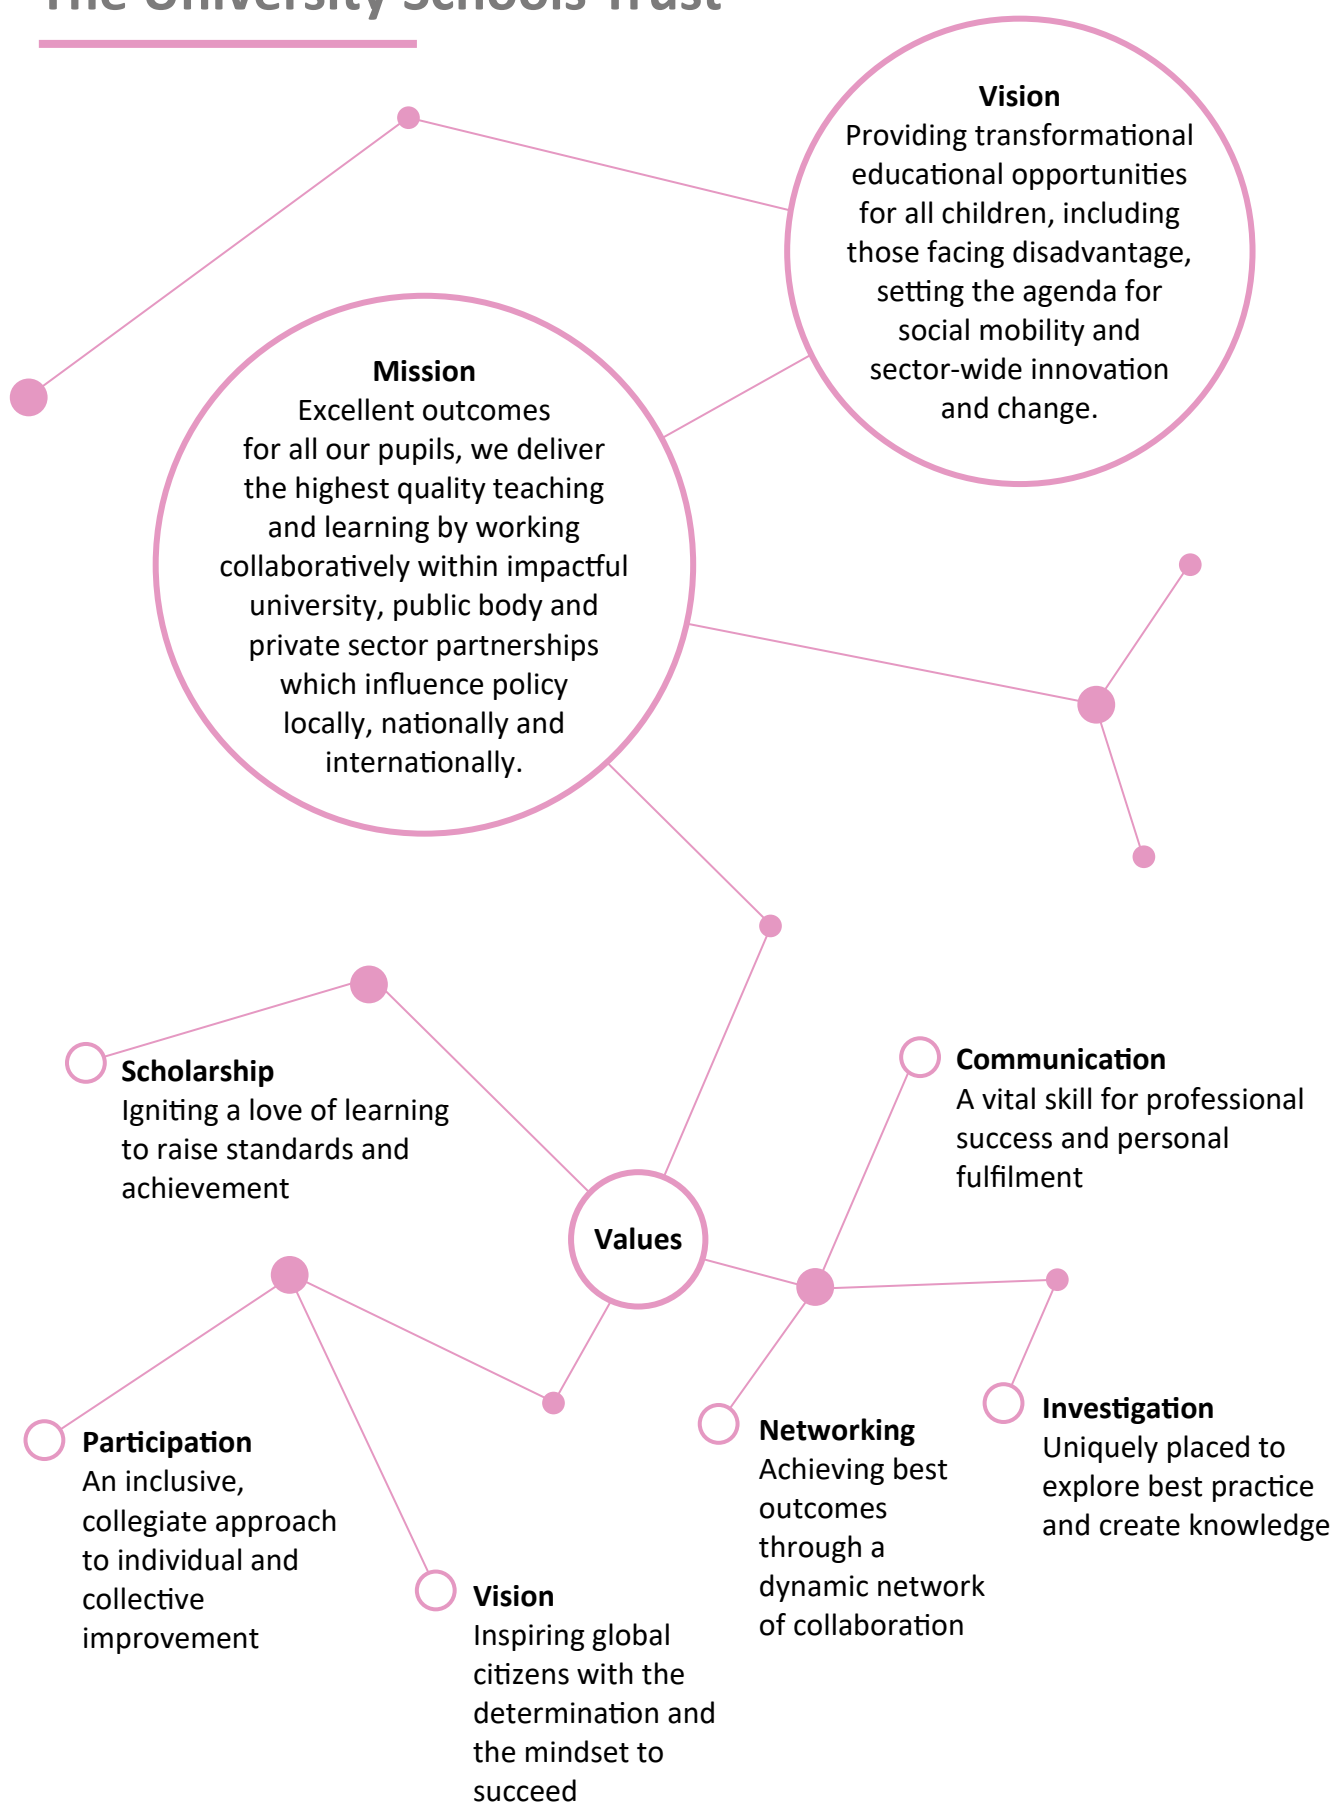 The University Schools Trust
Vision
Providing transformational
educational opportunities
for all children, including
those facing disadvantage,
setting the agenda for
social mobility and
sector-wide innovation
and change.
Mission
Excellent outcomes
for all our pupils, we deliver
the highest quality teaching
and learning by working
collaboratively within impactful
university, public body and
private sector partnerships
which influence policy
locally, nationally and
internationally.
Scholarship
Igniting a love of learning
to raise standards and
achievement
Communication
A vital skill for professional
success and personal
fulfilment
Values
Participation
An inclusive,
collegiate approach
to individual and
collective
improvement
Vision
Inspiring global
citizens with the
determination and
the mindset to
succeed
Networking
Achieving best
outcomes
through a
dynamic network
of collaboration
Investigation
Uniquely placed to
explore best practice
and create knowledge